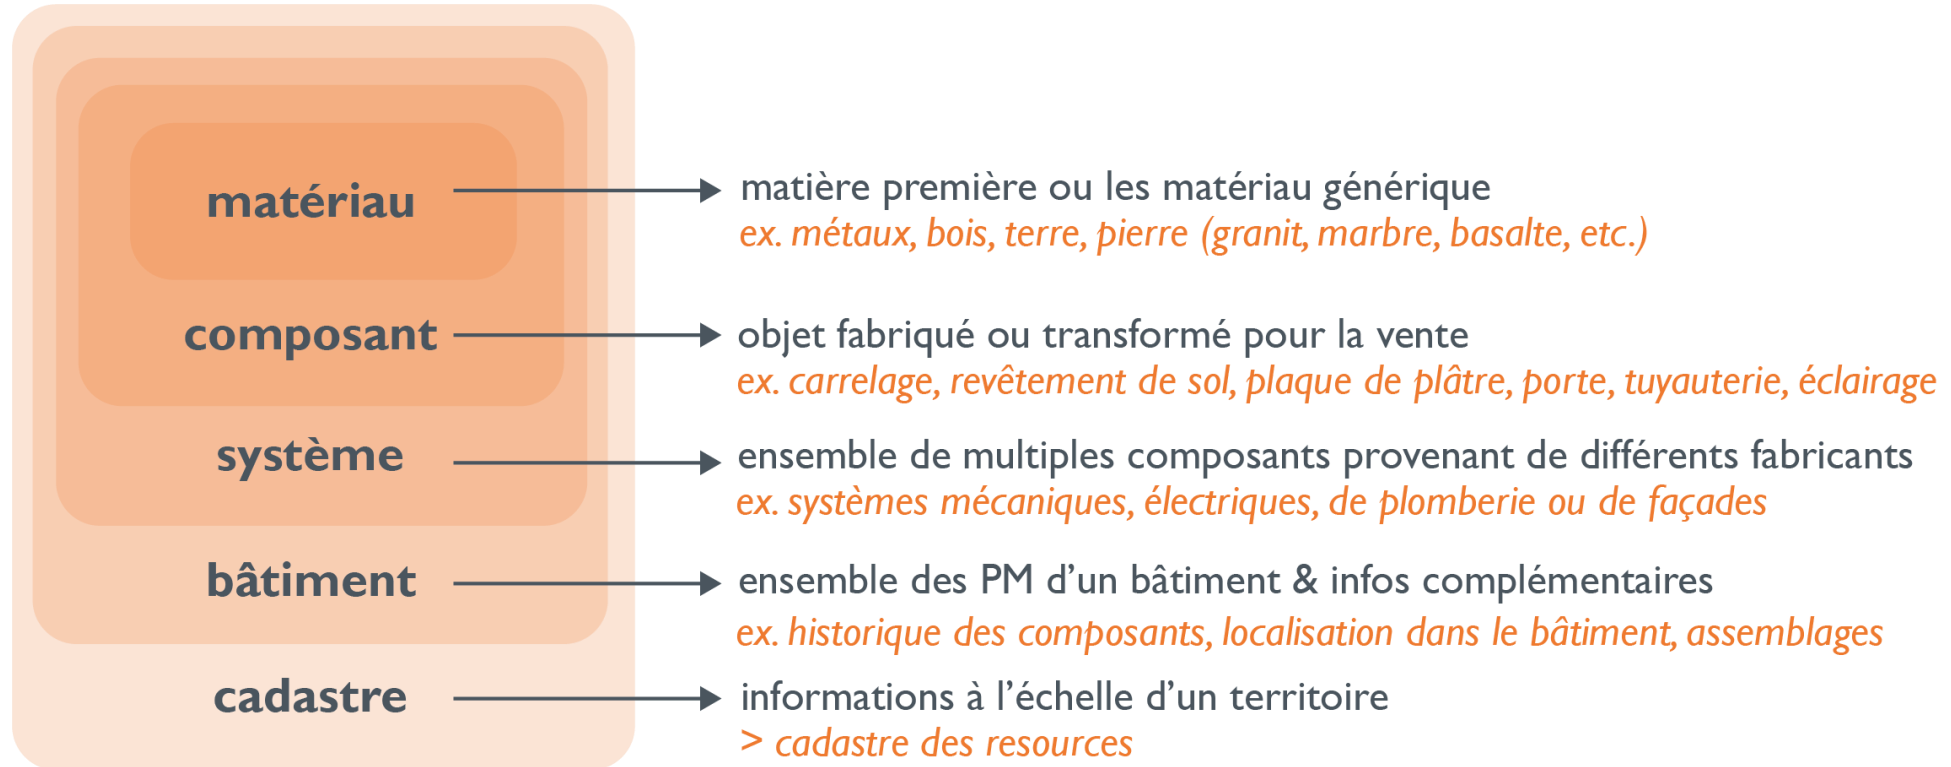 matériau
matière première ou les matériau générique
ex. métaux, bois, terre, pierre (granit, marbre, basalte, etc.)
composant
objet fabriqué ou transformé pour la vente
ex. carrelage, revêtement de sol, plaque de plâtre, porte, tuyauterie, éclairage
système
ensemble de multiples composants provenant de différents fabricants
ex. systèmes mécaniques, électriques, de plomberie ou de façades
bâtiment
ensemble des PM d'un bâtiment & infos complémentaires
ex. historique des composants, localisation dans le bâtiment, assemblages
cadastre
informations à l'échelle d'un territoire
> cadastre des resources